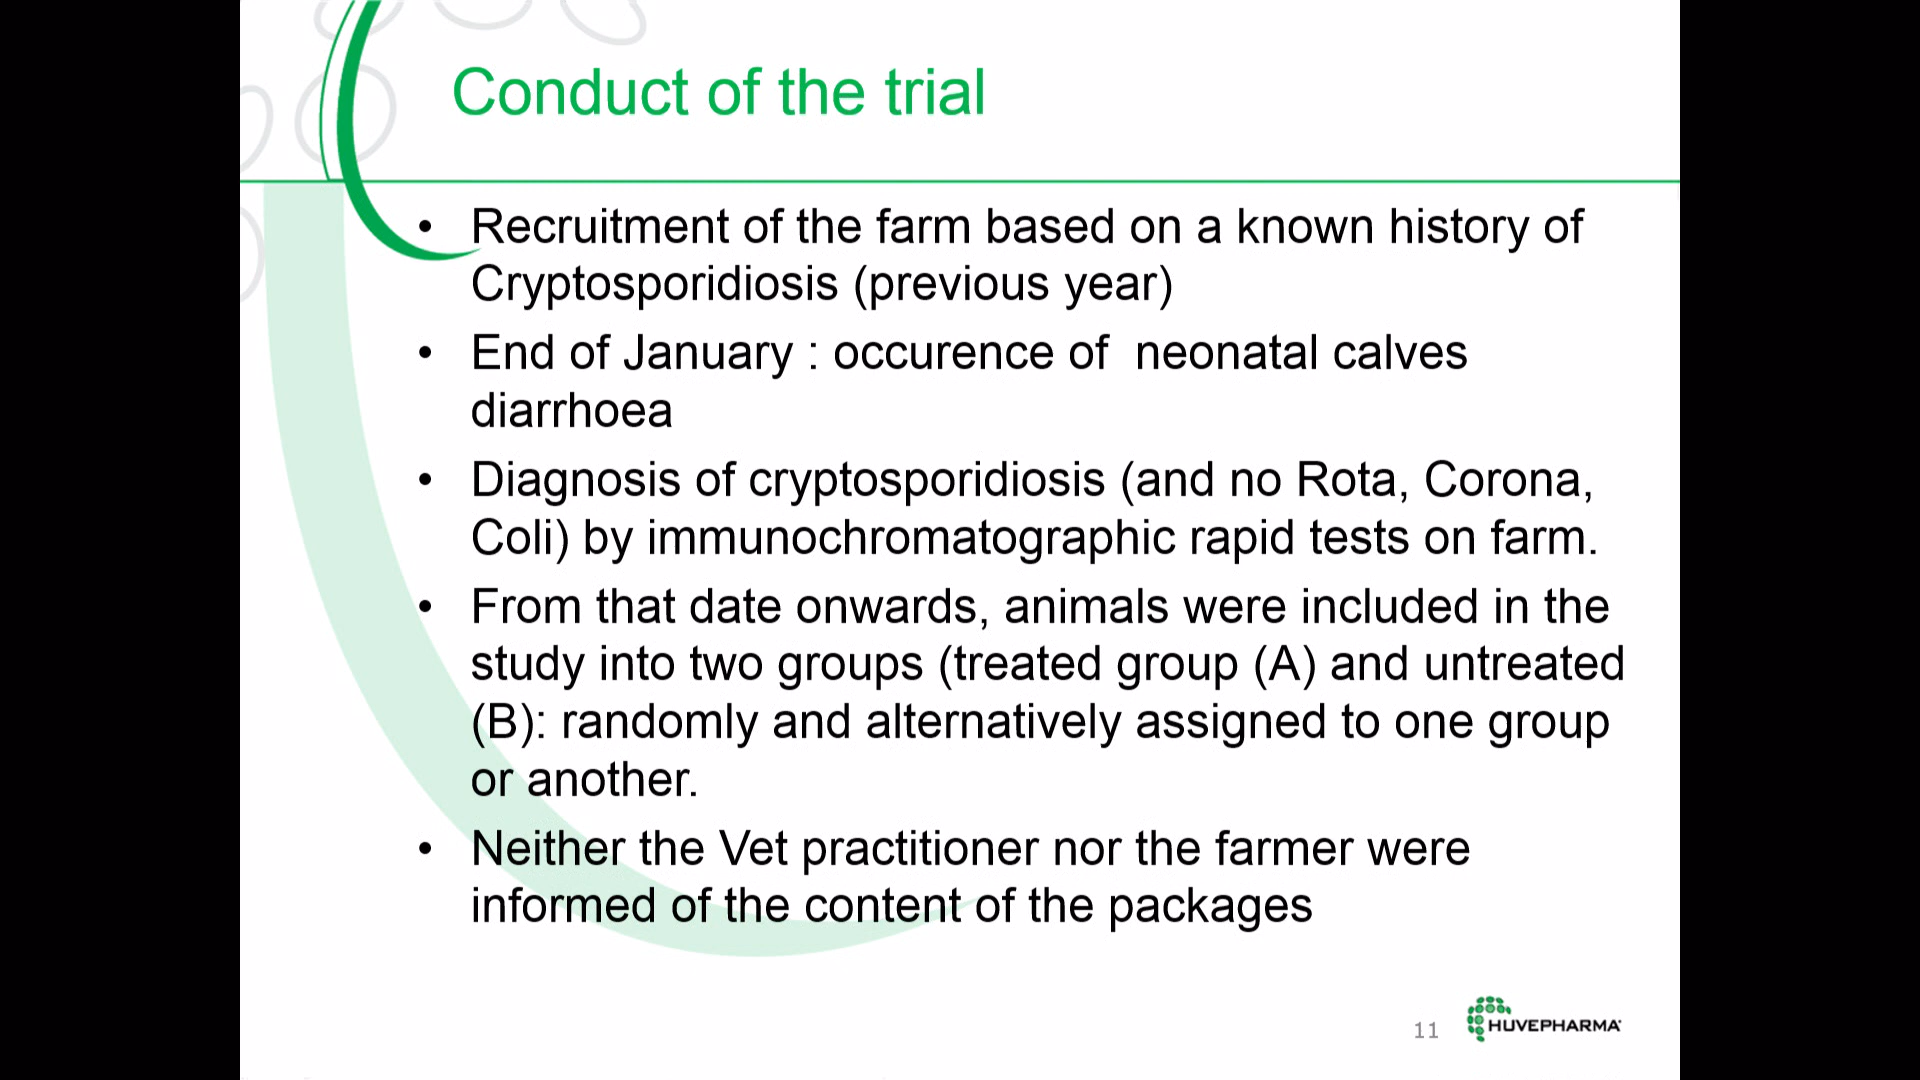 Conduct of the trial
• Recruitment of the farm based on a known history of
Cryptosporidiosis (previous year)
• End of January : occurence of  neonatal calves
diarrhoea
• Diagnosis of cryptosporidiosis (and no Rota, Corona,
Coli) by immunochromatographic rapid tests on farm.
• From that date onwards, animals were included in the
study into two groups (treated group (A) and untreated
(B): randomly and alternatively assigned to one group
or another.
• Neither the Vet practitioner nor the farmer were
informed of the content of the packages
11
HUVEPHARMA